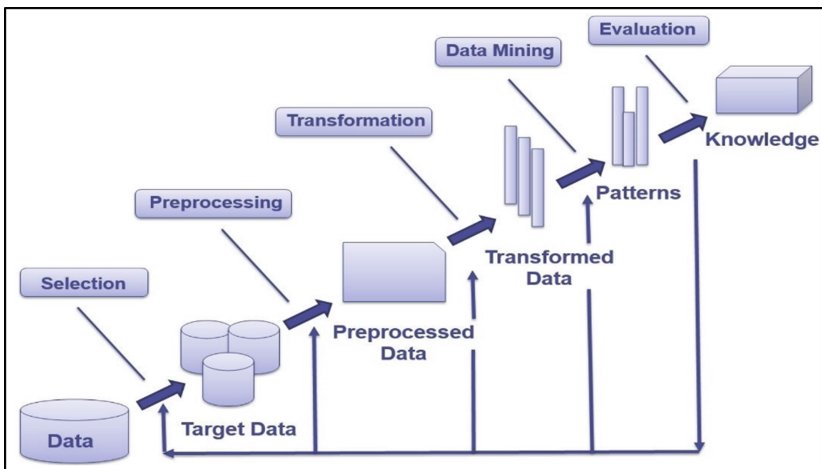 Evaluation
Data Mining
Knowledge
Transformation
Patterns
Preprocessing
Transformed
Data
Selection
Preprocessed
Data
Target Data
Data